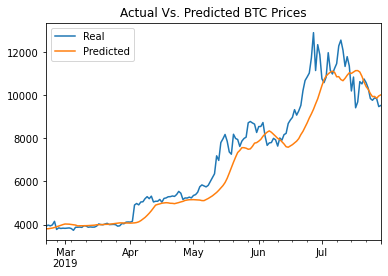 Actual Vs. Predicted BTC Prices
Real
Predicted
12000
10000
8000
6000
4000
Mar
2019
Apr
May
Jun
Jul